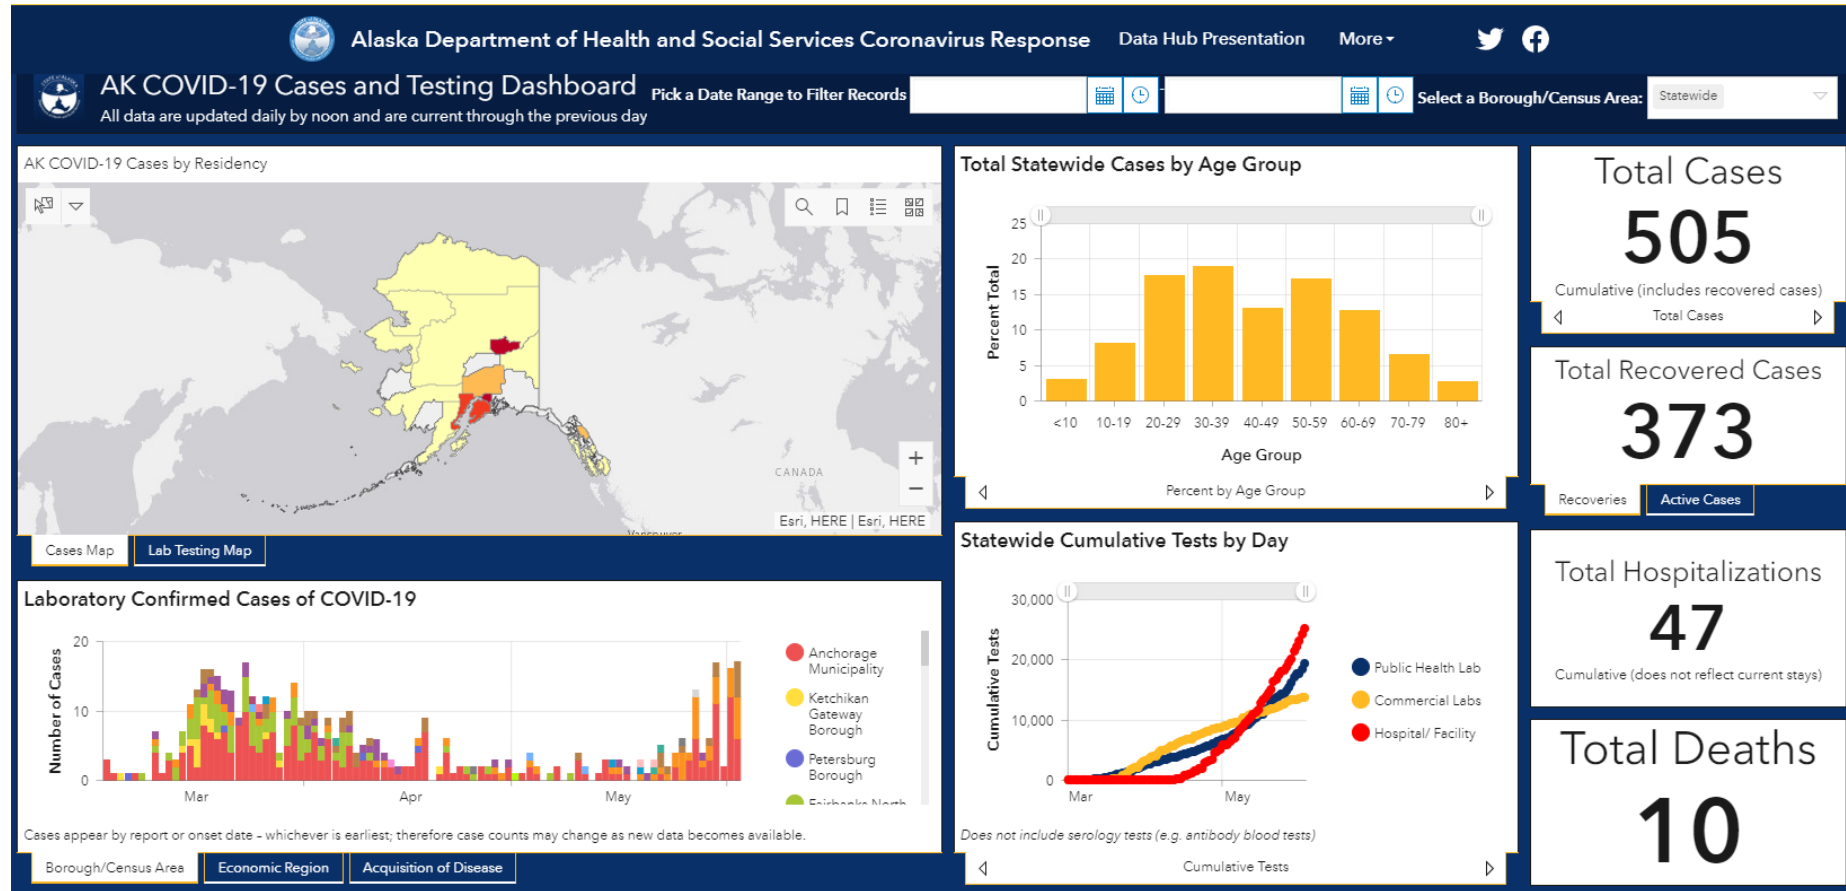 Alaska Department of Health and Social Services Coronavirus Response
Data Hub Presentation
More
AK COVID-19 Cases and Testing Dashboard
All data are updated daily by noon and are current through the previous day
Pick a Date Range to Filter Records
-
Select a Borough/Census Area:
Statewide
AK COVID-19 Cases by Residency
CANADA
Esri, HERE | Esri, HERE
Cases Map
Lab Testing Map
Laboratory Confirmed Cases of COVID-19
Number of Cases
20
10
0
Mar
Apr
May
Anchorage
Municipality
Ketchikan
Gateway
Borough
Petersburg
Borough
Fairbanks North
Cases appear by report or onset date - whichever is earliest; therefore case counts may change as new data becomes available.
Borough/Census Area
Economic Region
Acquisition of Disease
Total Statewide Cases by Age Group
Percent Total
25
20
15
10
5
0
<10
10-19
20-29
30-39
40-49
50-59
60-69
70-79
80+
Age Group
Percent by Age Group
Statewide Cumulative Tests by Day
Cumulative Tests
30,000
20,000
10,000
0
Mar
May
Public Health Lab
Commercial Labs
Hospital/ Facility
Does not include serology tests (e.g. antibody blood tests)
Cumulative Tests
Total Cases
505
Cumulative (includes recovered cases)
Total Cases
Total Recovered Cases
373
Recoveries
Active Cases
Total Hospitalizations
47
Cumulative (does not reflect current stays)
Total Deaths
10